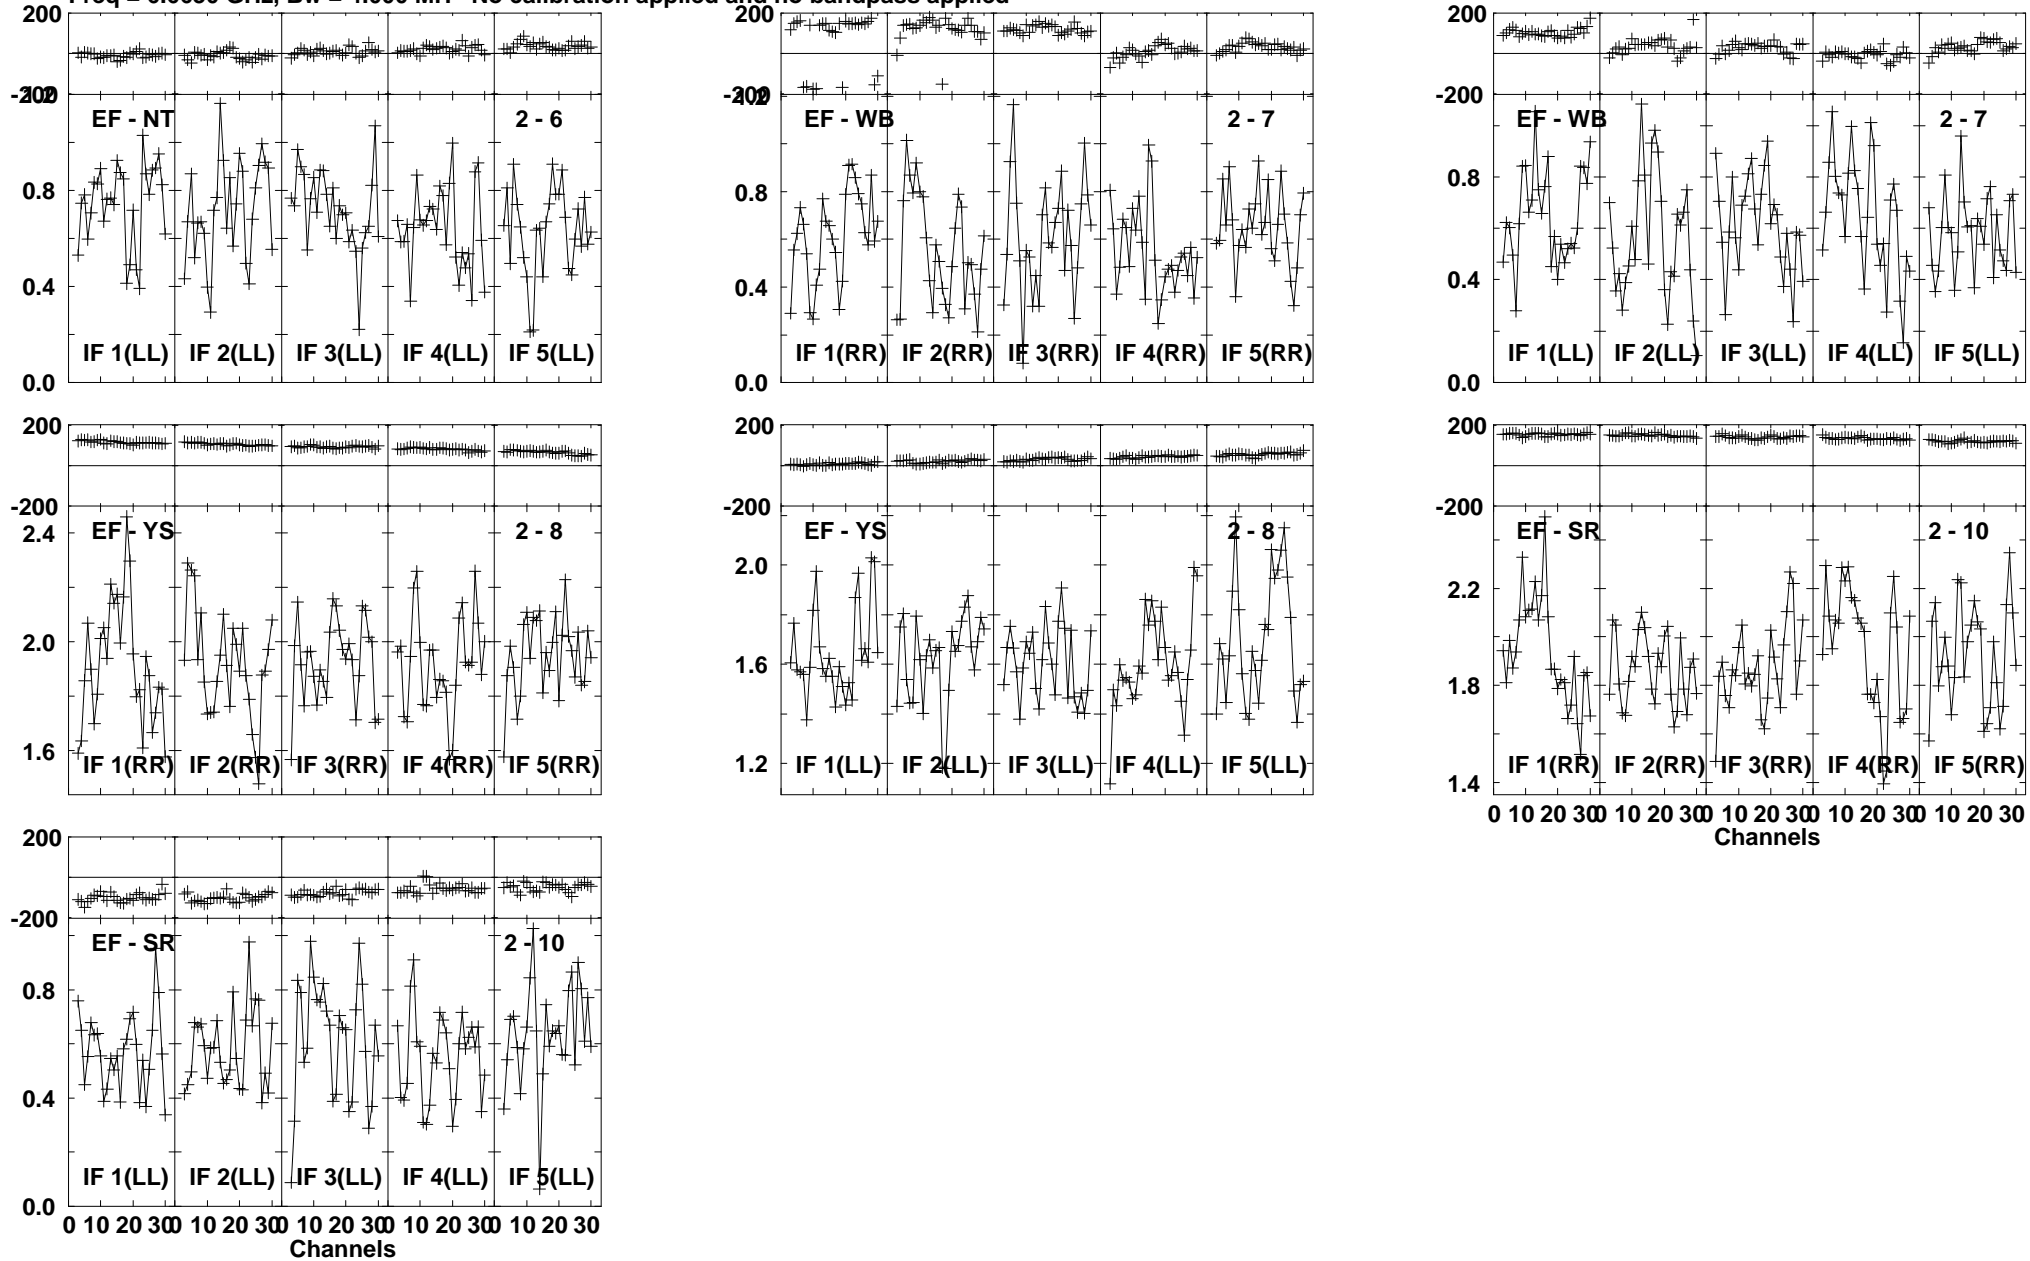 200 200 200
-200 -200 -200
1.2 1.2
EF - NT 2 - 6 EF - WB 2 - 7 EF - WB 2 - 7
0.8 0.8 0.8
0.4 0.4 0.4
IF 1(LL) IF 2(LL) IF 3(LL) IF 4(LL) IF 5(LL) IF 1(RR) IF 2(RR) IF 3(RR) IF 4(RR) IF 5(RR) IF 1(LL) IF 2(LL) IF 3(LL) IF 4(LL) IF 5(LL)
0.0 0.0 0.0
200 200 200
-200 -200 -200
EF - YS 2 - 8 EF - YS 2 - 8 EF - SR 2 - 10
2.4 2.0 2.2
2.0 1.6 1.8
1.6 1.2 1.4
IF 1(RR) IF 2(RR) IF 3(RR) IF 4(RR) IF 5(RR) IF 1(LL) IF 2(LL) IF 3(LL) IF 4(LL) IF 5(LL) IF 1(RR) IF 2(RR) IF 3(RR) IF 4(RR) IF 5(RR)
0 10 20 30 0 10 20 30 0 10 20 30 0 10 20 30 0 10 20 30
Channels
200
-200
EF - SR 2 - 10
0.8
0.4
IF 1(LL) IF 2(LL) IF 3(LL) IF 4(LL) IF 5(LL)
0.0
0 10 20 30 0 10 20 30 0 10 20 30 0 10 20 30 0 10 20 30
Channels